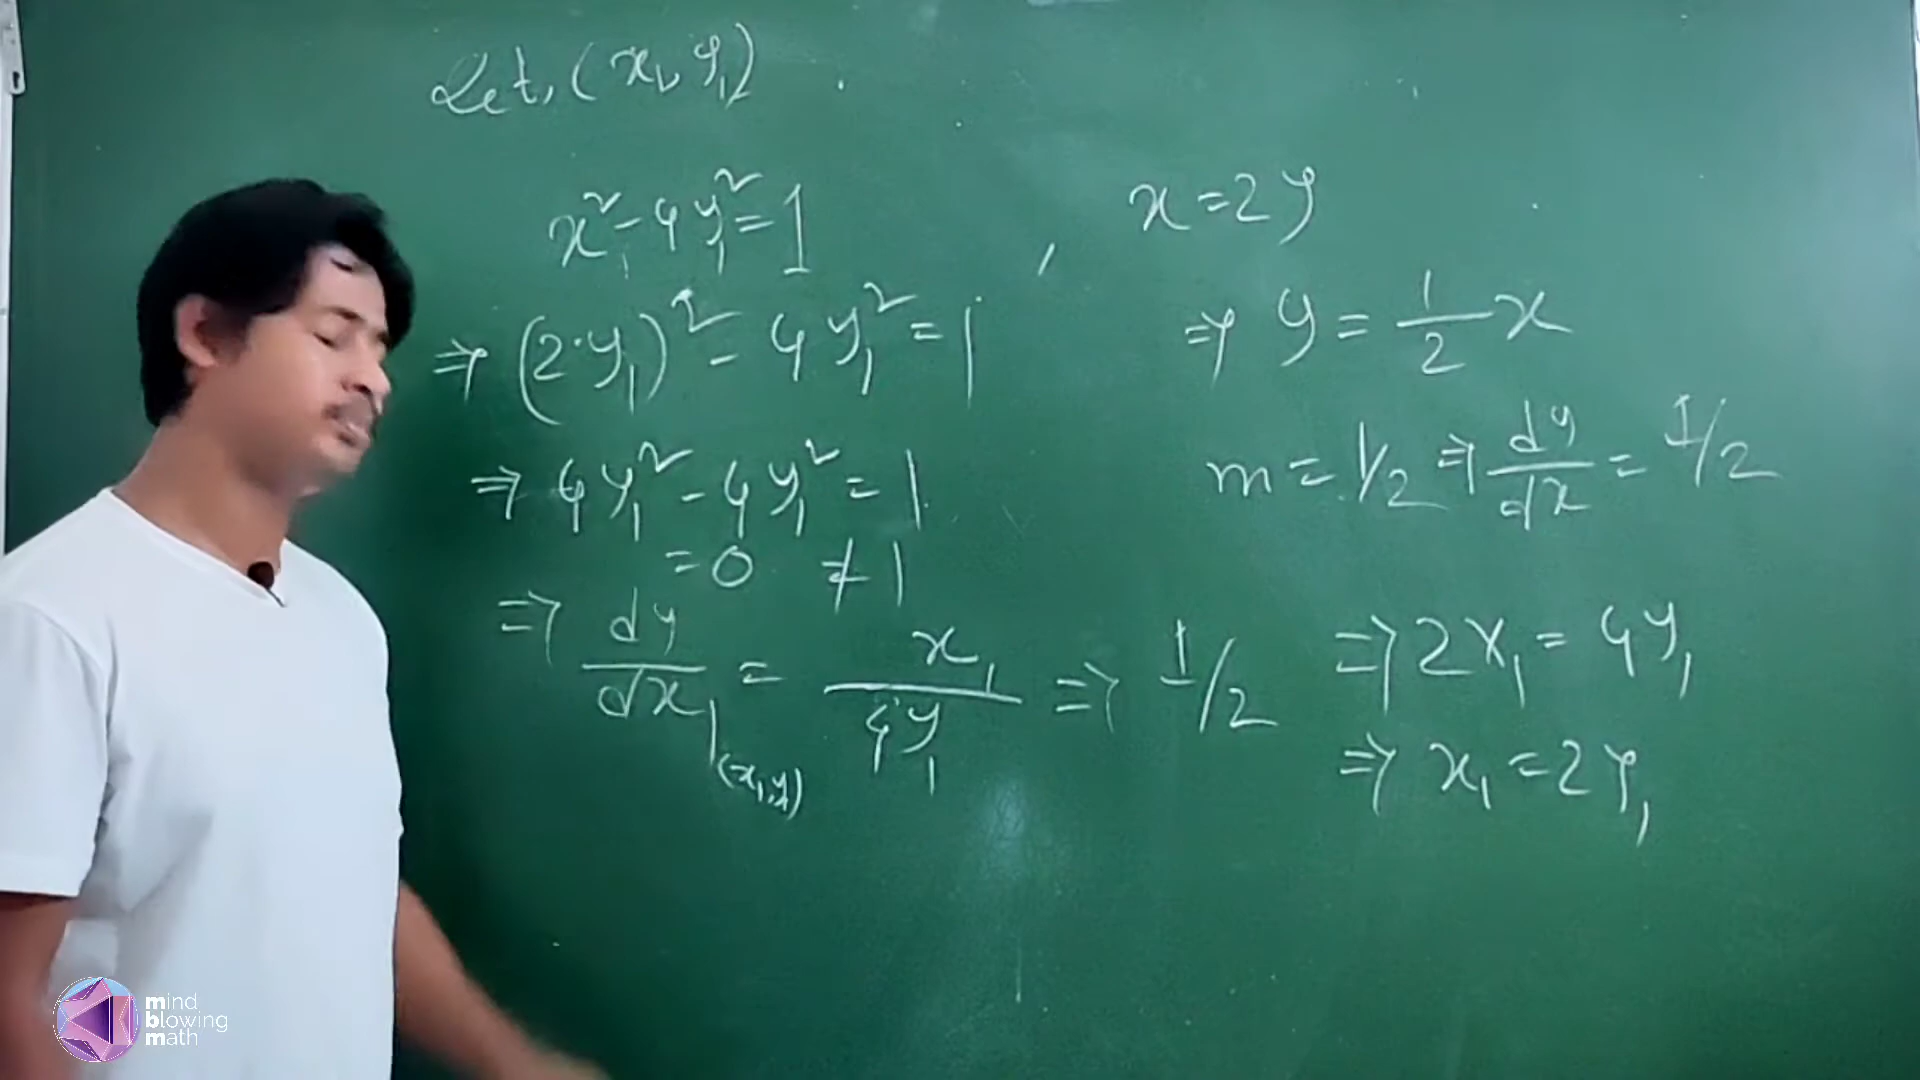 Let, (x₁, y₁)
x₁² - 4y₁² = 1 , x = 2y
⇒ (2·y₁)² - 4y₁² = 1
⇒ y = 1/2 x
⇒ 4y₁² - 4y₁² = 1
m = 1/2 ⇒ dy/dx = 1/2
= 0 ≠ 1
⇒ dy/dx₁|(x₁,y₁) = x₁/4y₁ ⇒ 1/2
⇒ 2x₁ = 4y₁
⇒ x₁ = 2y₁
mind
blowing
math